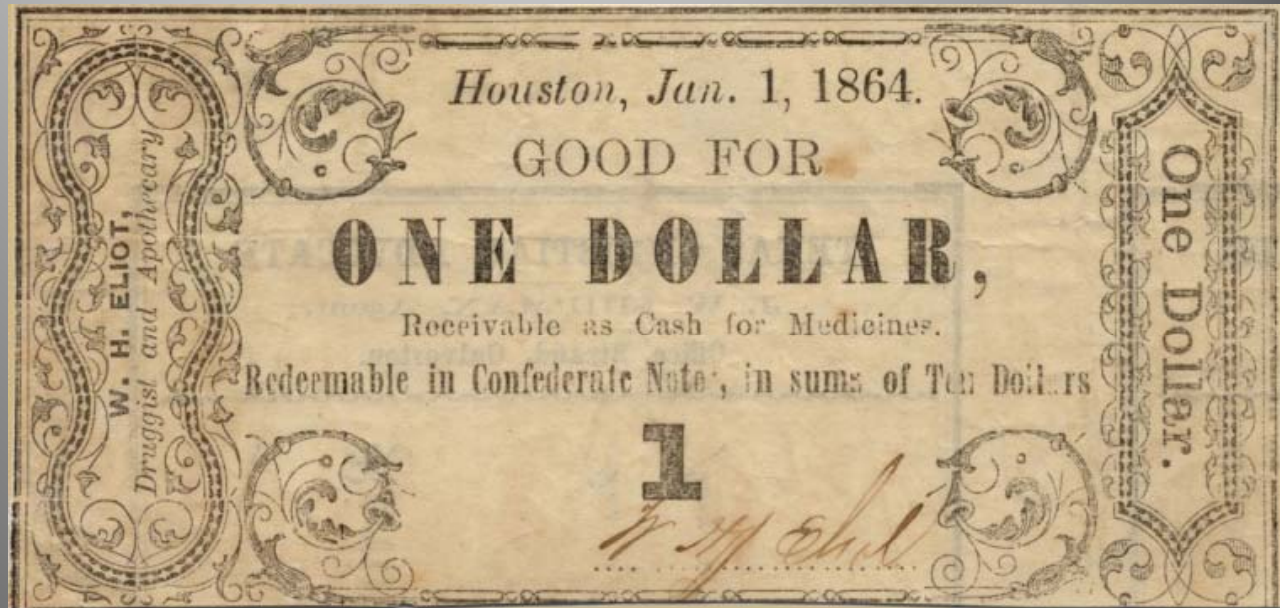 W. H. ELIOT,
Druggist and Apothecary
Houston, Jan. 1, 1864.
GOOD FOR
ONE DOLLAR,
Receivable as Cash for Medicines.
Redeemable in Confederate Notes, in sums of Ten Dollars
1
W H Eliot
One Dollar.